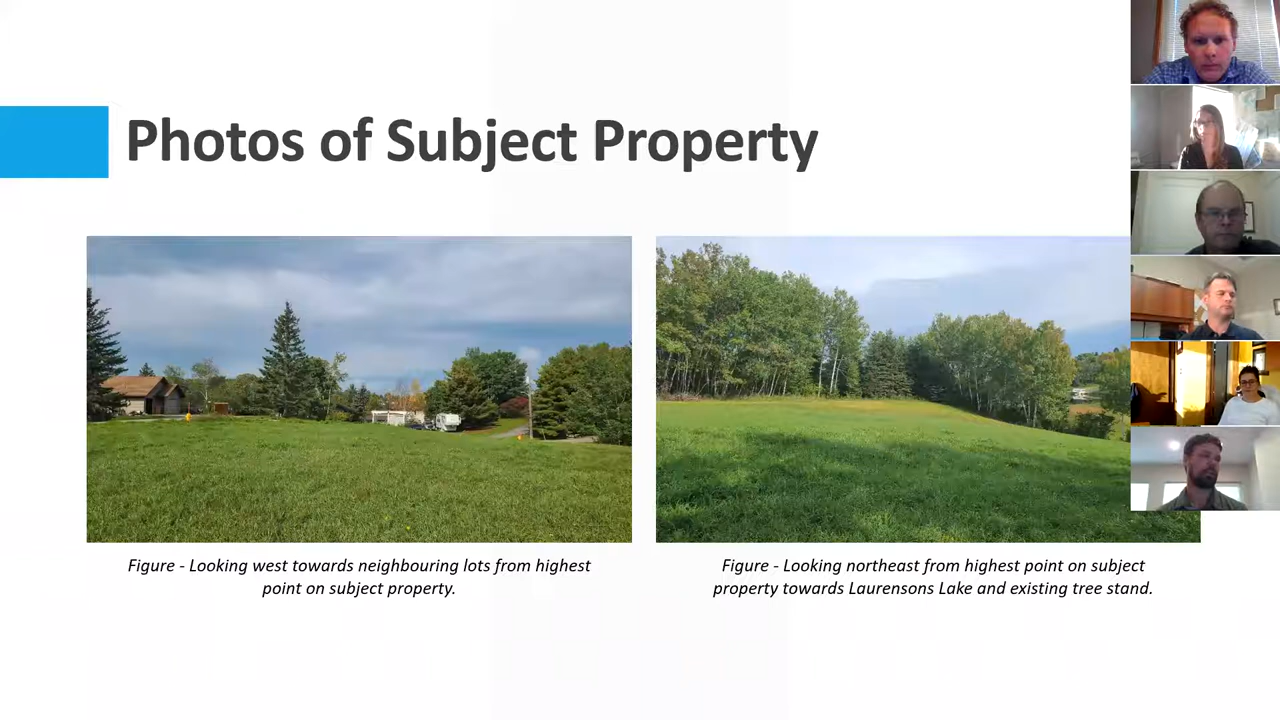 Photos of Subject Property
Figure - Looking west towards neighbouring lots from highest
point on subject property.
Figure - Looking northeast from highest point on subject
property towards Laurensons Lake and existing tree stand.